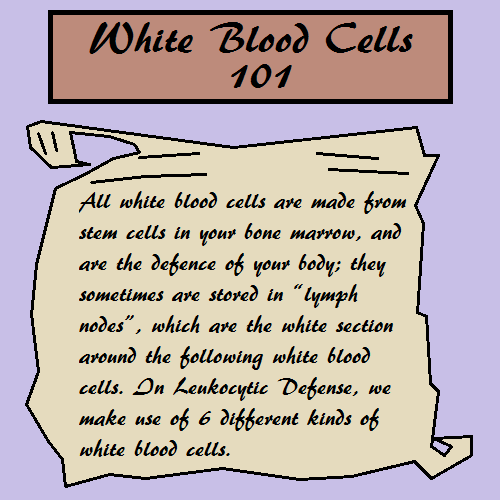 White Blood Cells
101
All white blood cells are made from
stem cells in your bone marrow, and
are the defence of your body; they
sometimes are stored in “lymph
nodes”, which are the white section
around the following white blood
cells. In Leukocytic Defense, we
make use of 6 different kinds of
white blood cells.